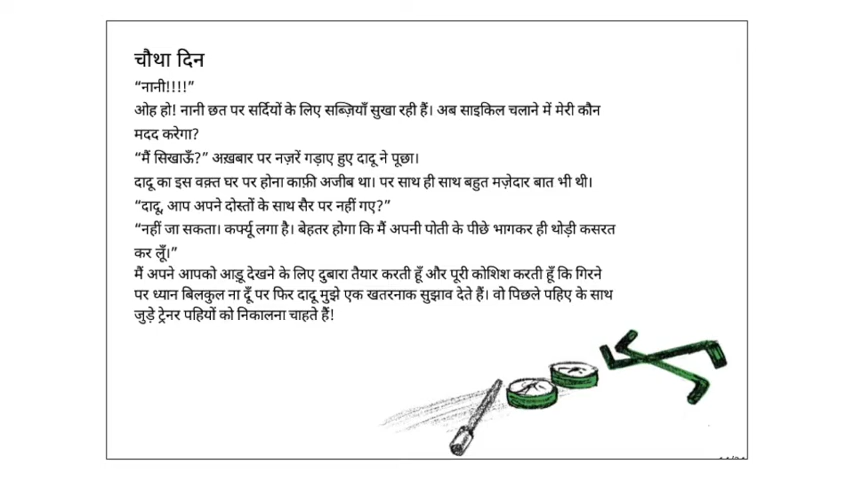 चौथा दिन
“नानी!!!!”
ओह हो! नानी छत पर सर्दियों के लिए सब्ज़ियाँ सुखा रही हैं। अब साइकिल चलाने में मेरी कौन
मदद करेगा?
“मैं सिखाऊँ?” अख़बार पर नज़रें गड़ाए हुए दादू ने पूछा।
दादू का इस वक़्त घर पर होना काफ़ी अजीब था। पर साथ ही साथ बहुत मज़ेदार बात भी थी।
“दादू, आप अपने दोस्तों के साथ सैर पर नहीं गए?”
“नहीं जा सकता। कर्फ्यू लगा है। बेहतर होगा कि मैं अपनी पोती के पीछे भागकर ही थोड़ी कसरत
कर लूँ।”
मैं अपने आपको आड़ू देखने के लिए दुबारा तैयार करती हूँ और पूरी कोशिश करती हूँ कि गिरने
पर ध्यान बिलकुल ना दूँ पर फिर दादू मुझे एक खतरनाक सुझाव देते हैं। वो पिछले पहिए के साथ
जुड़े ट्रेनर पहियों को निकालना चाहते हैं!